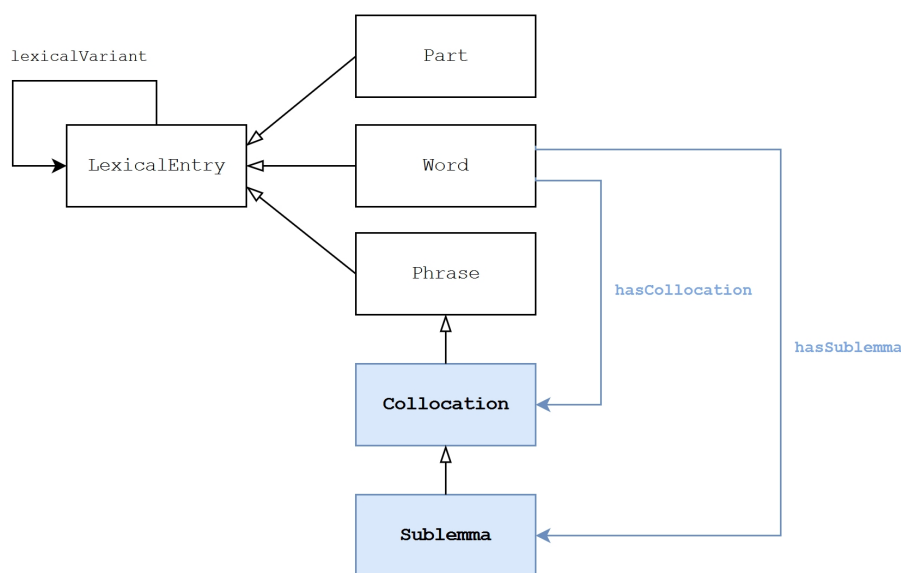 lexicalVariant
Part
LexicalEntry
Word
Phrase
hasCollocation
hasSublemma
Collocation
Sublemma